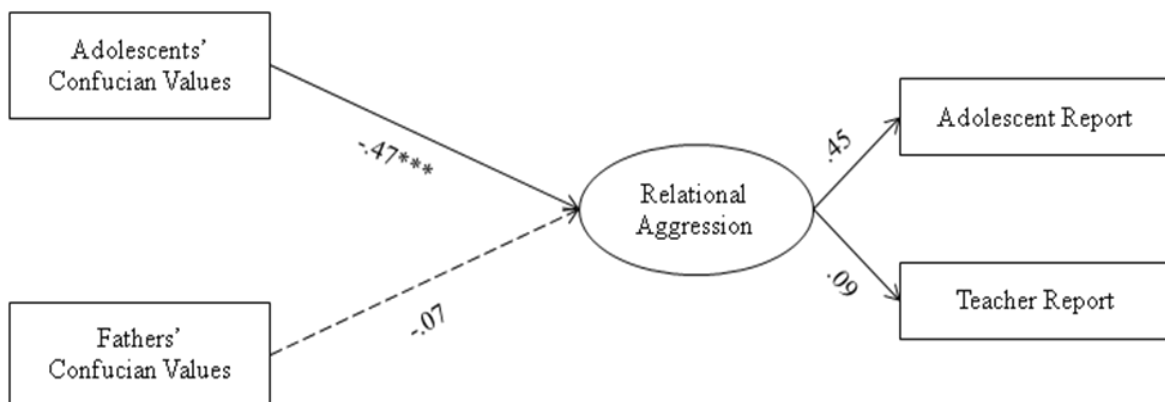 Adolescents'
Confucian Values
-.47***
Fathers'
Confucian Values
-.07
Relational
Aggression
.45
Adolescent Report
.09
Teacher Report